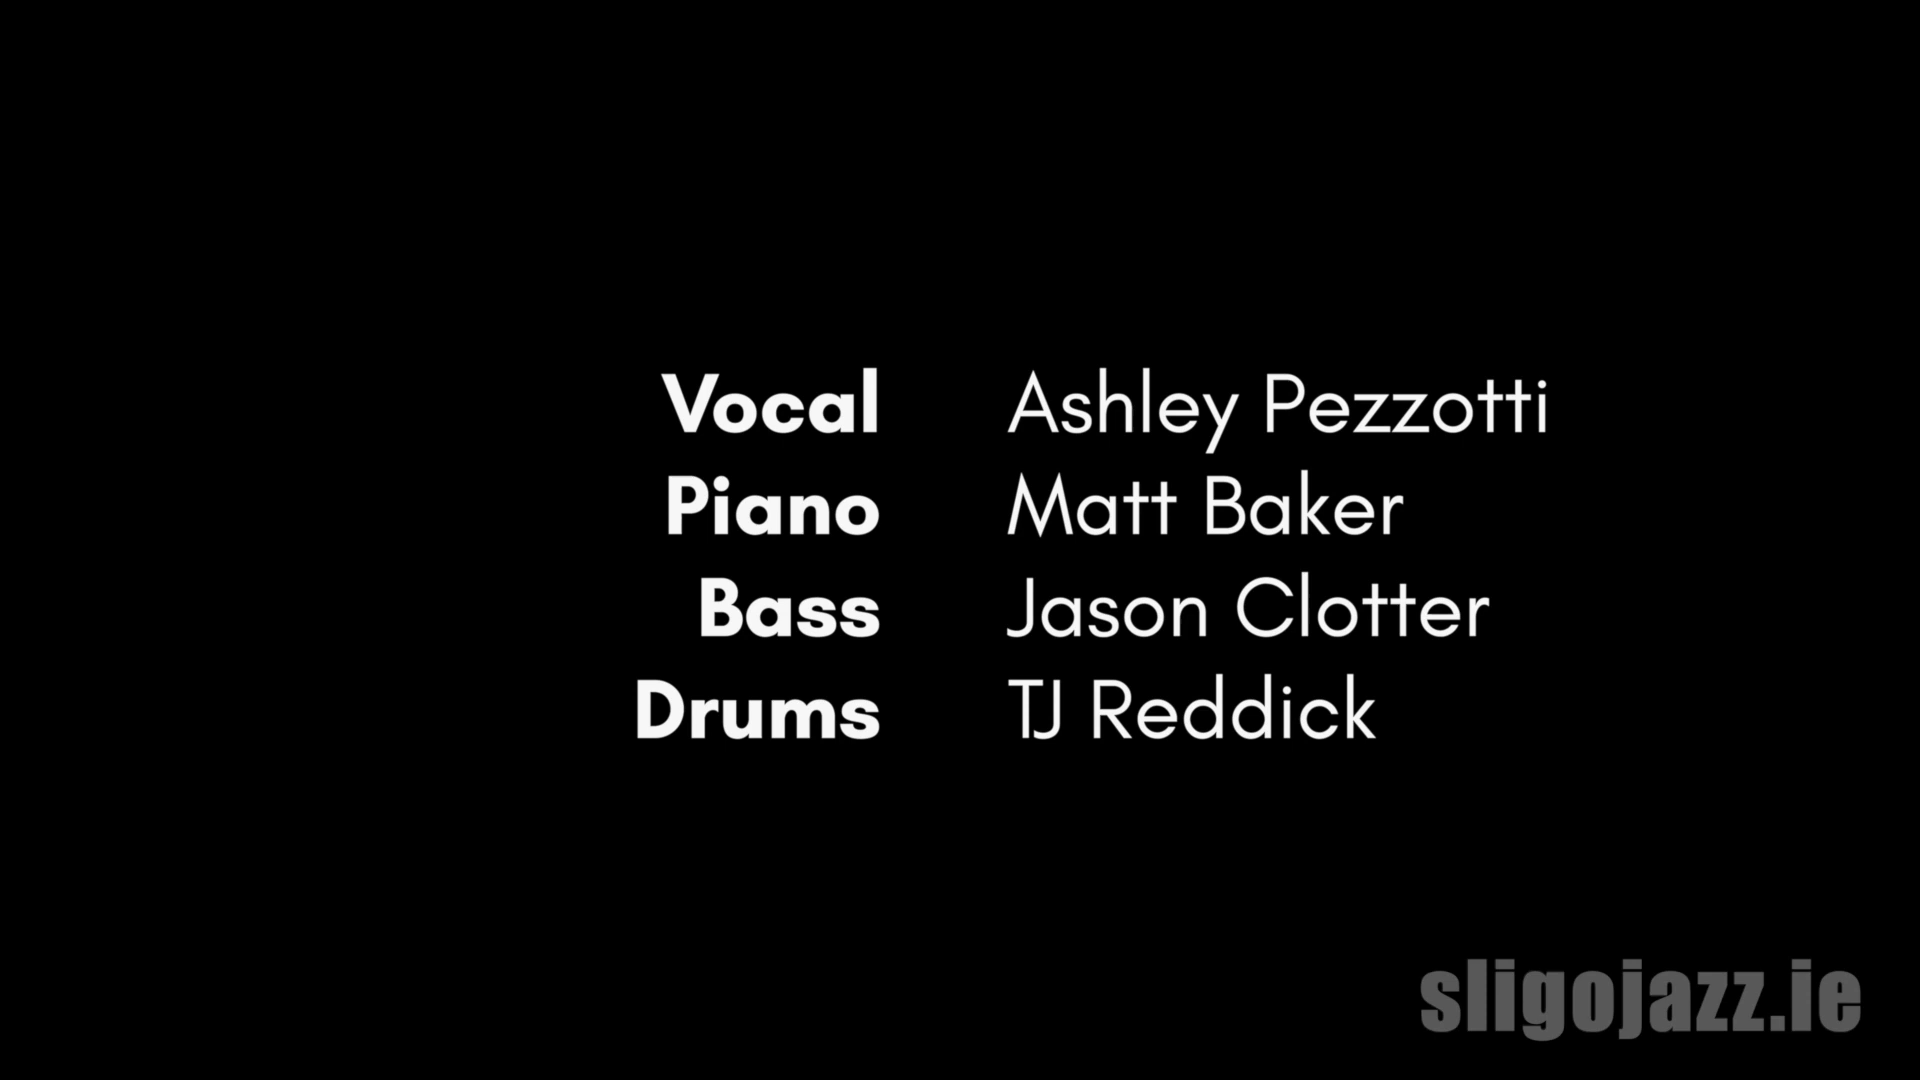 Vocal Ashley Pezzotti
Piano Matt Baker
Bass Jason Clotter
Drums TJ Reddick
sligojazz.ie